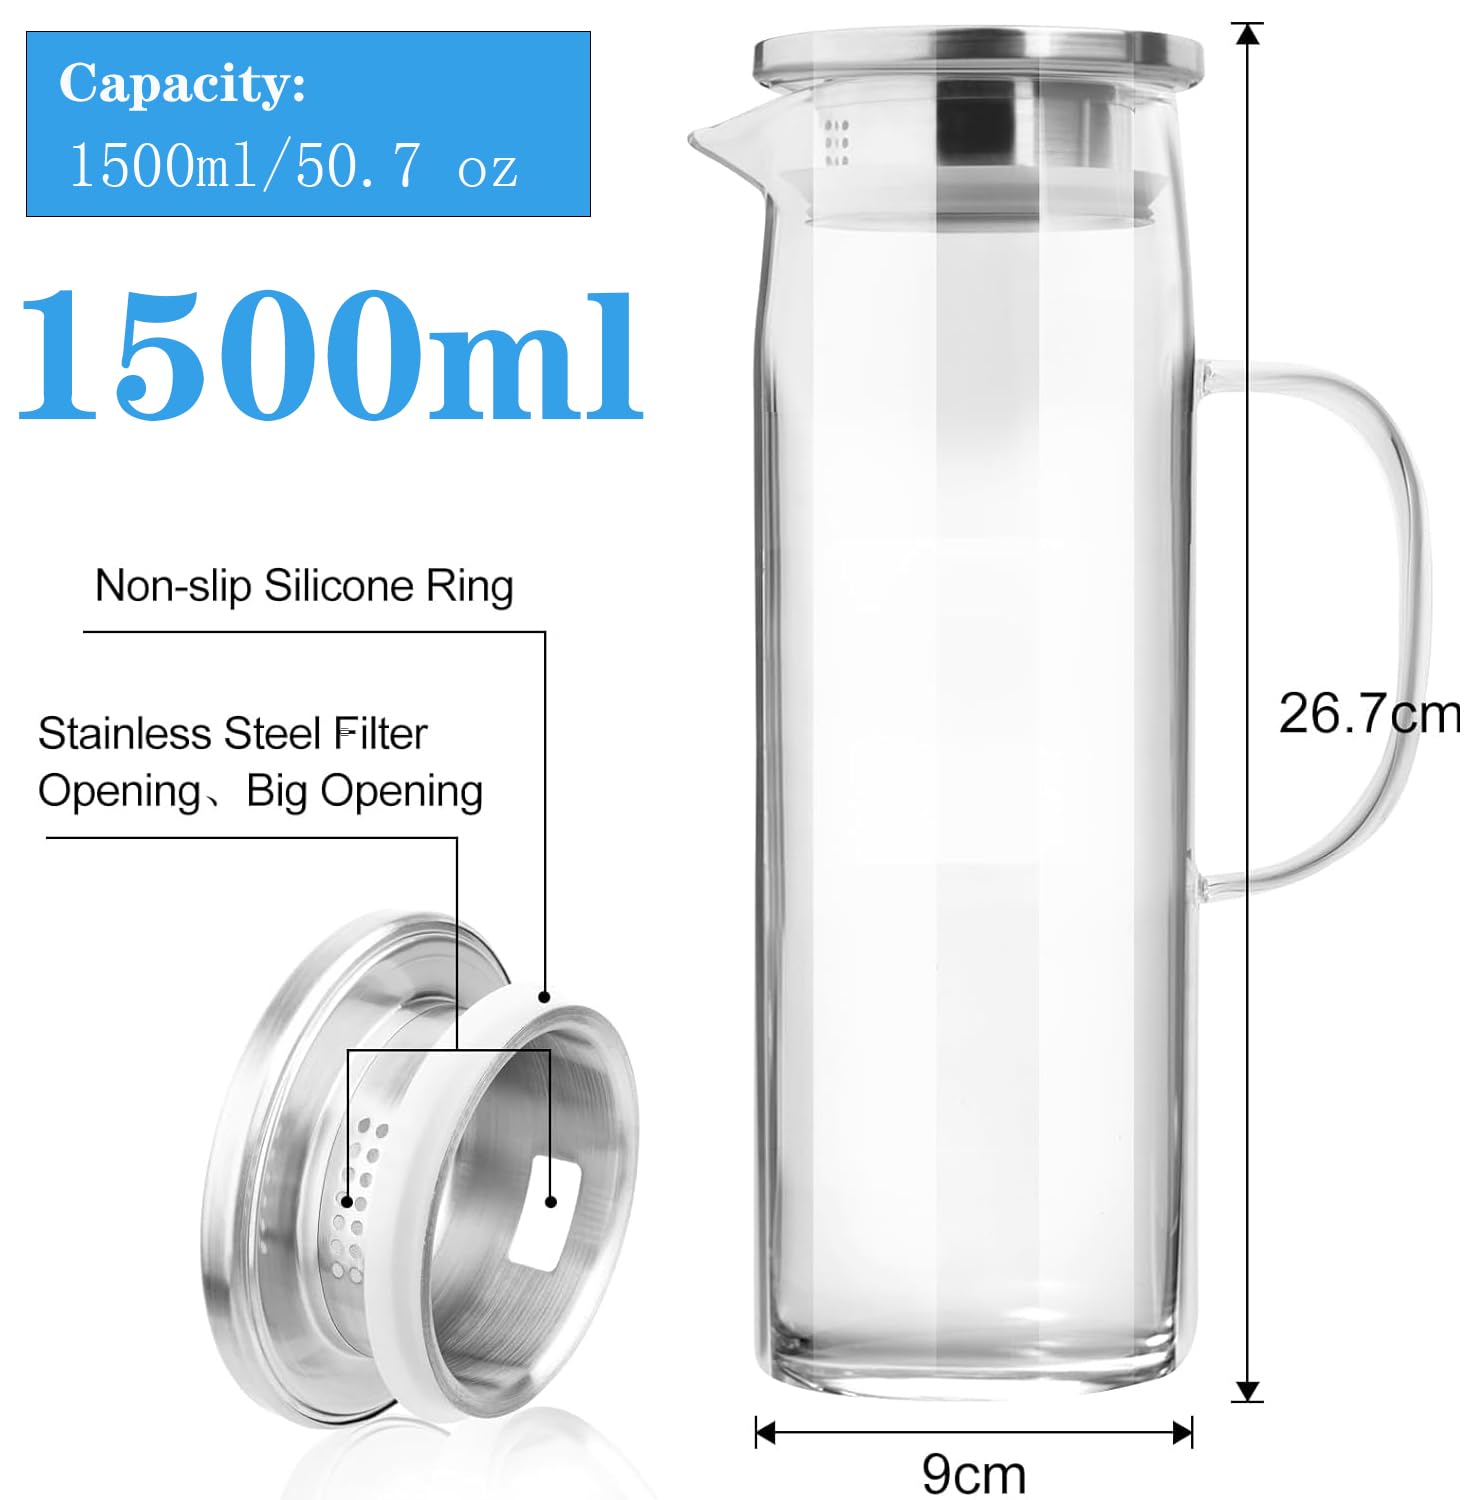 Capacity:
1500ml/50.7 oz
1500ml
Non-slip Silicone Ring
Stainless Steel Filter
Opening、Big Opening
26.7cm
9cm